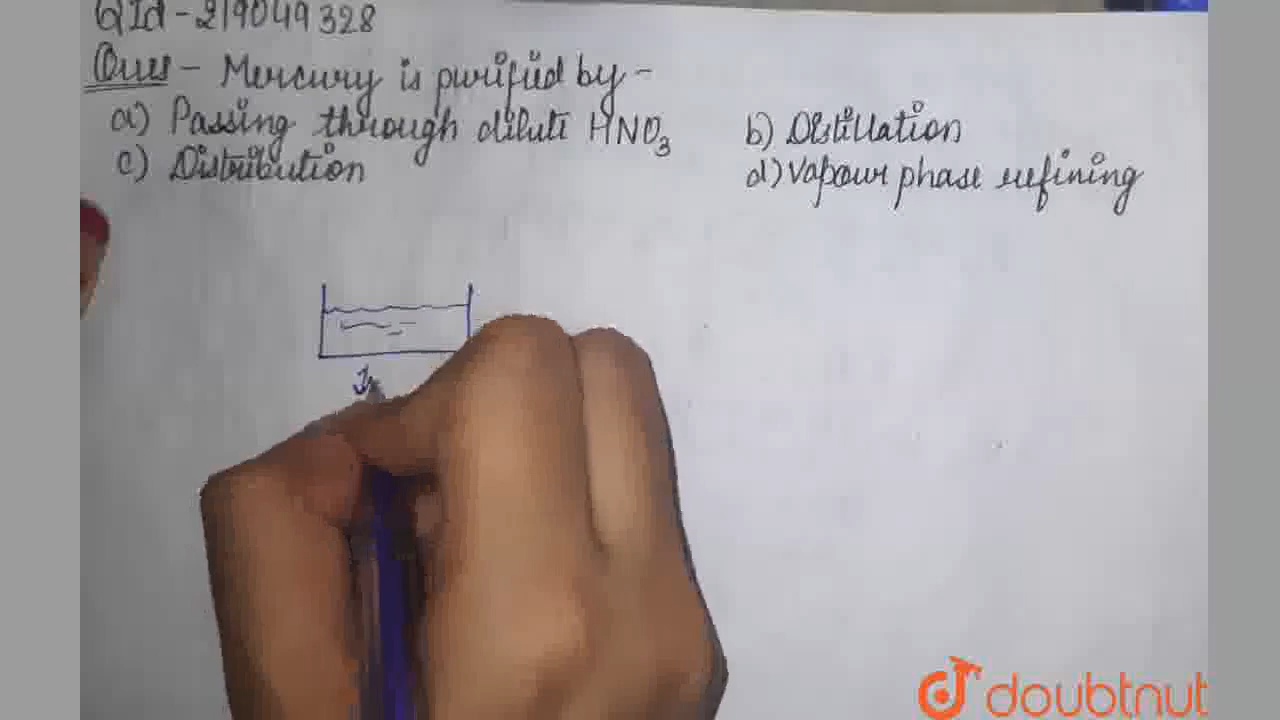 QId - 219049328
Ques - Mercury is purified by -
a) Passing through dilute HNO3 b) Distillation
c) Distribution d) Vapour phase refining
doubtnut